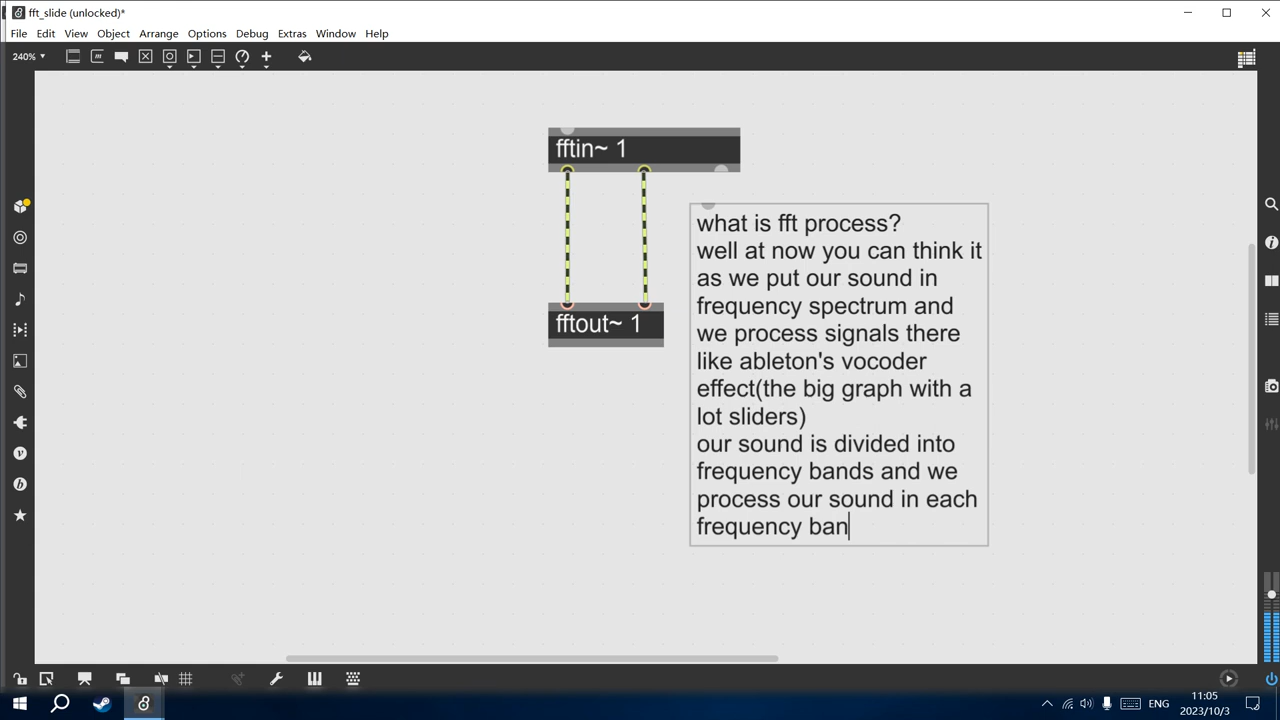 fft_slide (unlocked)*
File Edit View Object Arrange Options Debug Extras Window Help
240%
fftin~ 1
what is fft process?
well at now you can think it
as we put our sound in
frequency spectrum and
we process signals there
like ableton's vocoder
effect(the big graph with a
lot sliders)
our sound is divided into
frequency bands and we
process our sound in each
frequency ban
fftout~ 1
ENG
11:05
2023/10/3